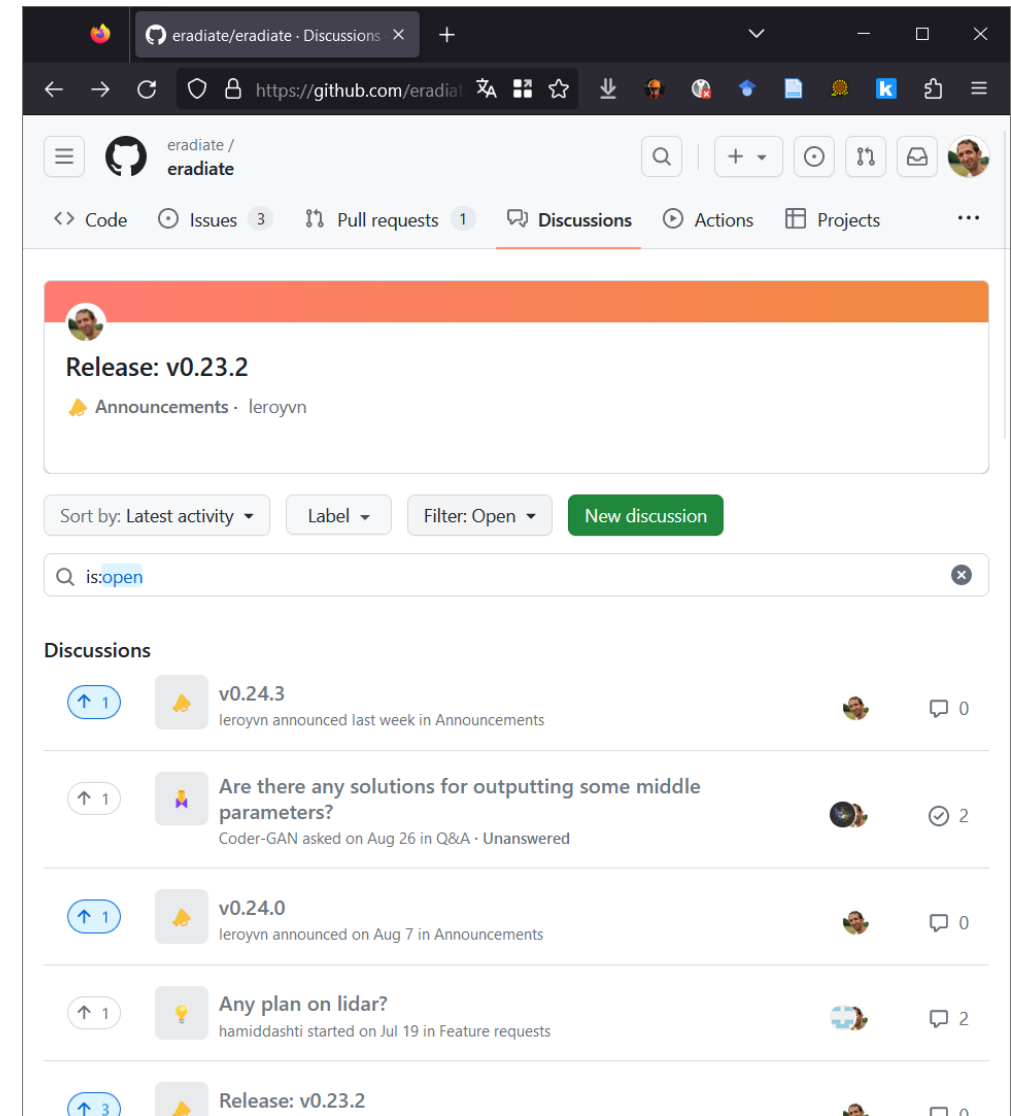 eradiate/eradiate · Discussions
https://github.com/eradiat
eradiate /
eradiate
Code Issues 3 Pull requests 1 Discussions Actions Projects
Release: v0.23.2
Announcements · leroyvn
Sort by: Latest activity Label Filter: Open New discussion
is:open
Discussions
1 v0.24.3 0
leroyvn announced last week in Announcements
Are there any solutions for outputting some middle
1 parameters? 2
Coder-GAN asked on Aug 26 in Q&A · Unanswered
1 v0.24.0 0
leroyvn announced on Aug 7 in Announcements
1 Any plan on lidar? 2
hamiddashti started on Jul 19 in Feature requests
3 Release: v0.23.2 0